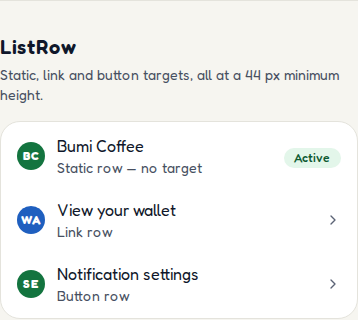 ListRow
Static, link and button targets, all at a 44 px minimum
height.
BC
Bumi Coffee
Static row — no target
Active
WA
View your wallet
Link row
SE
Notification settings
Button row